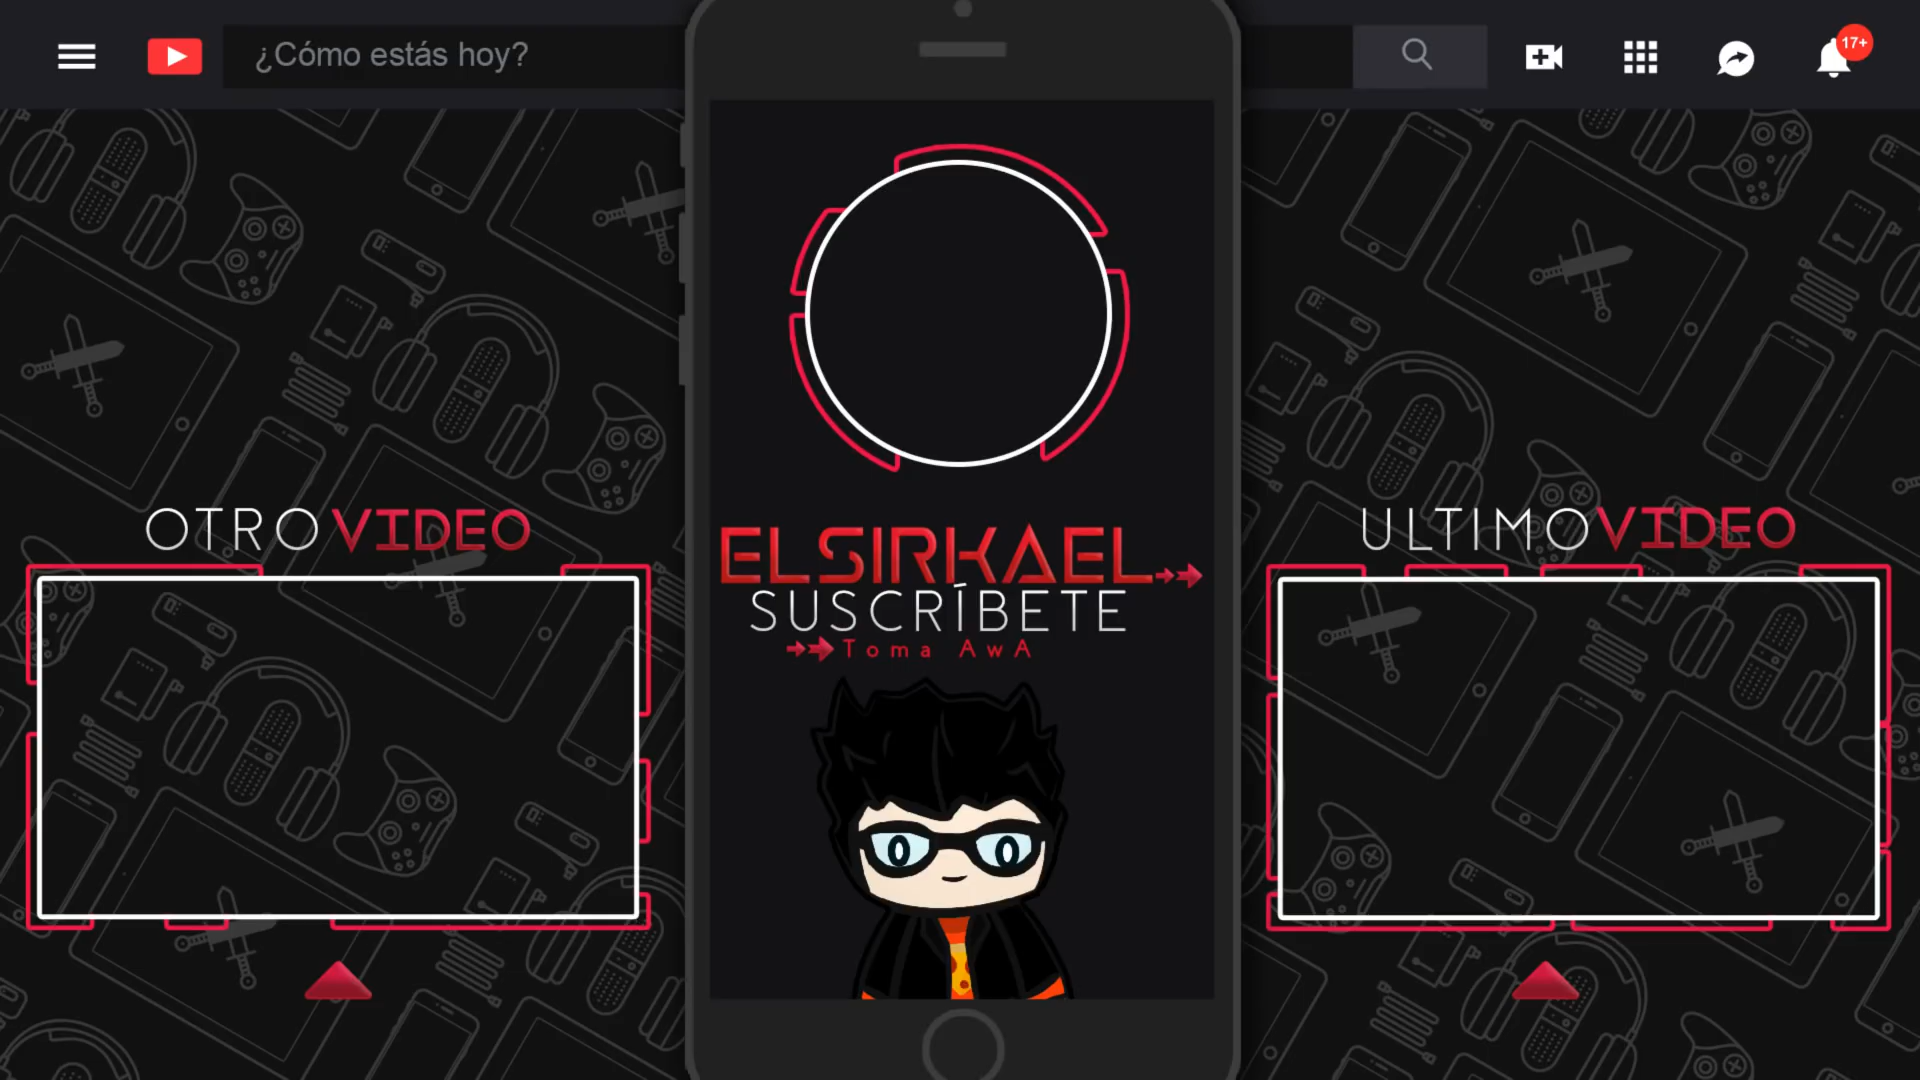 ¿Cómo estás hoy?
17+
OTRO VIDEO
ULTIMO VIDEO
ELSIRKAEL
SUSCRÍBETE
Toma AwA